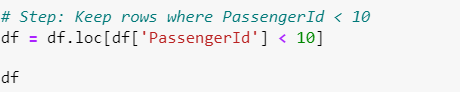 # Step: Keep rows where PassengerId < 10
df = df.loc[df['PassengerId'] < 10]
df